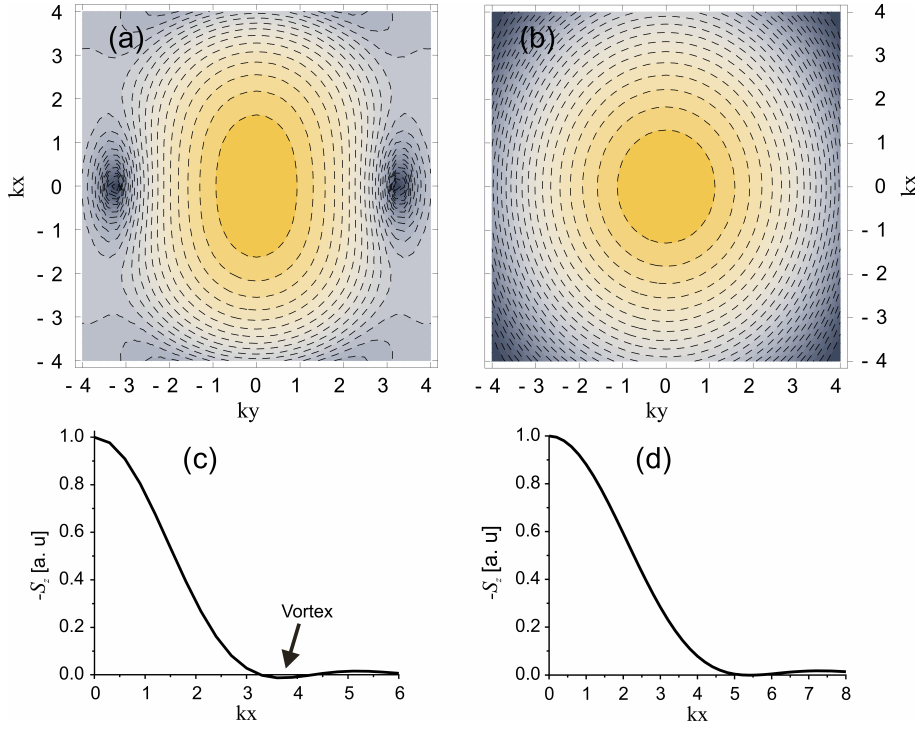 (a)
4
3
2
1
0
- 1
- 2
- 3
- 4
kx
- 4 - 3 - 2 - 1 0 1 2 3 4
ky
(b)
4
3
2
1
0
- 1
- 2
- 3
- 4
kx
- 4 - 3 - 2 - 1 0 1 2 3 4
ky
(c)
1.0
0.8
0.6
0.4
0.2
0.0
-Sz [a. u]
Vortex
0 1 2 3 4 5 6
kx
(d)
1.0
0.8
0.6
0.4
0.2
0.0
-Sz [a. u]
0 1 2 3 4 5 6 7 8
kx